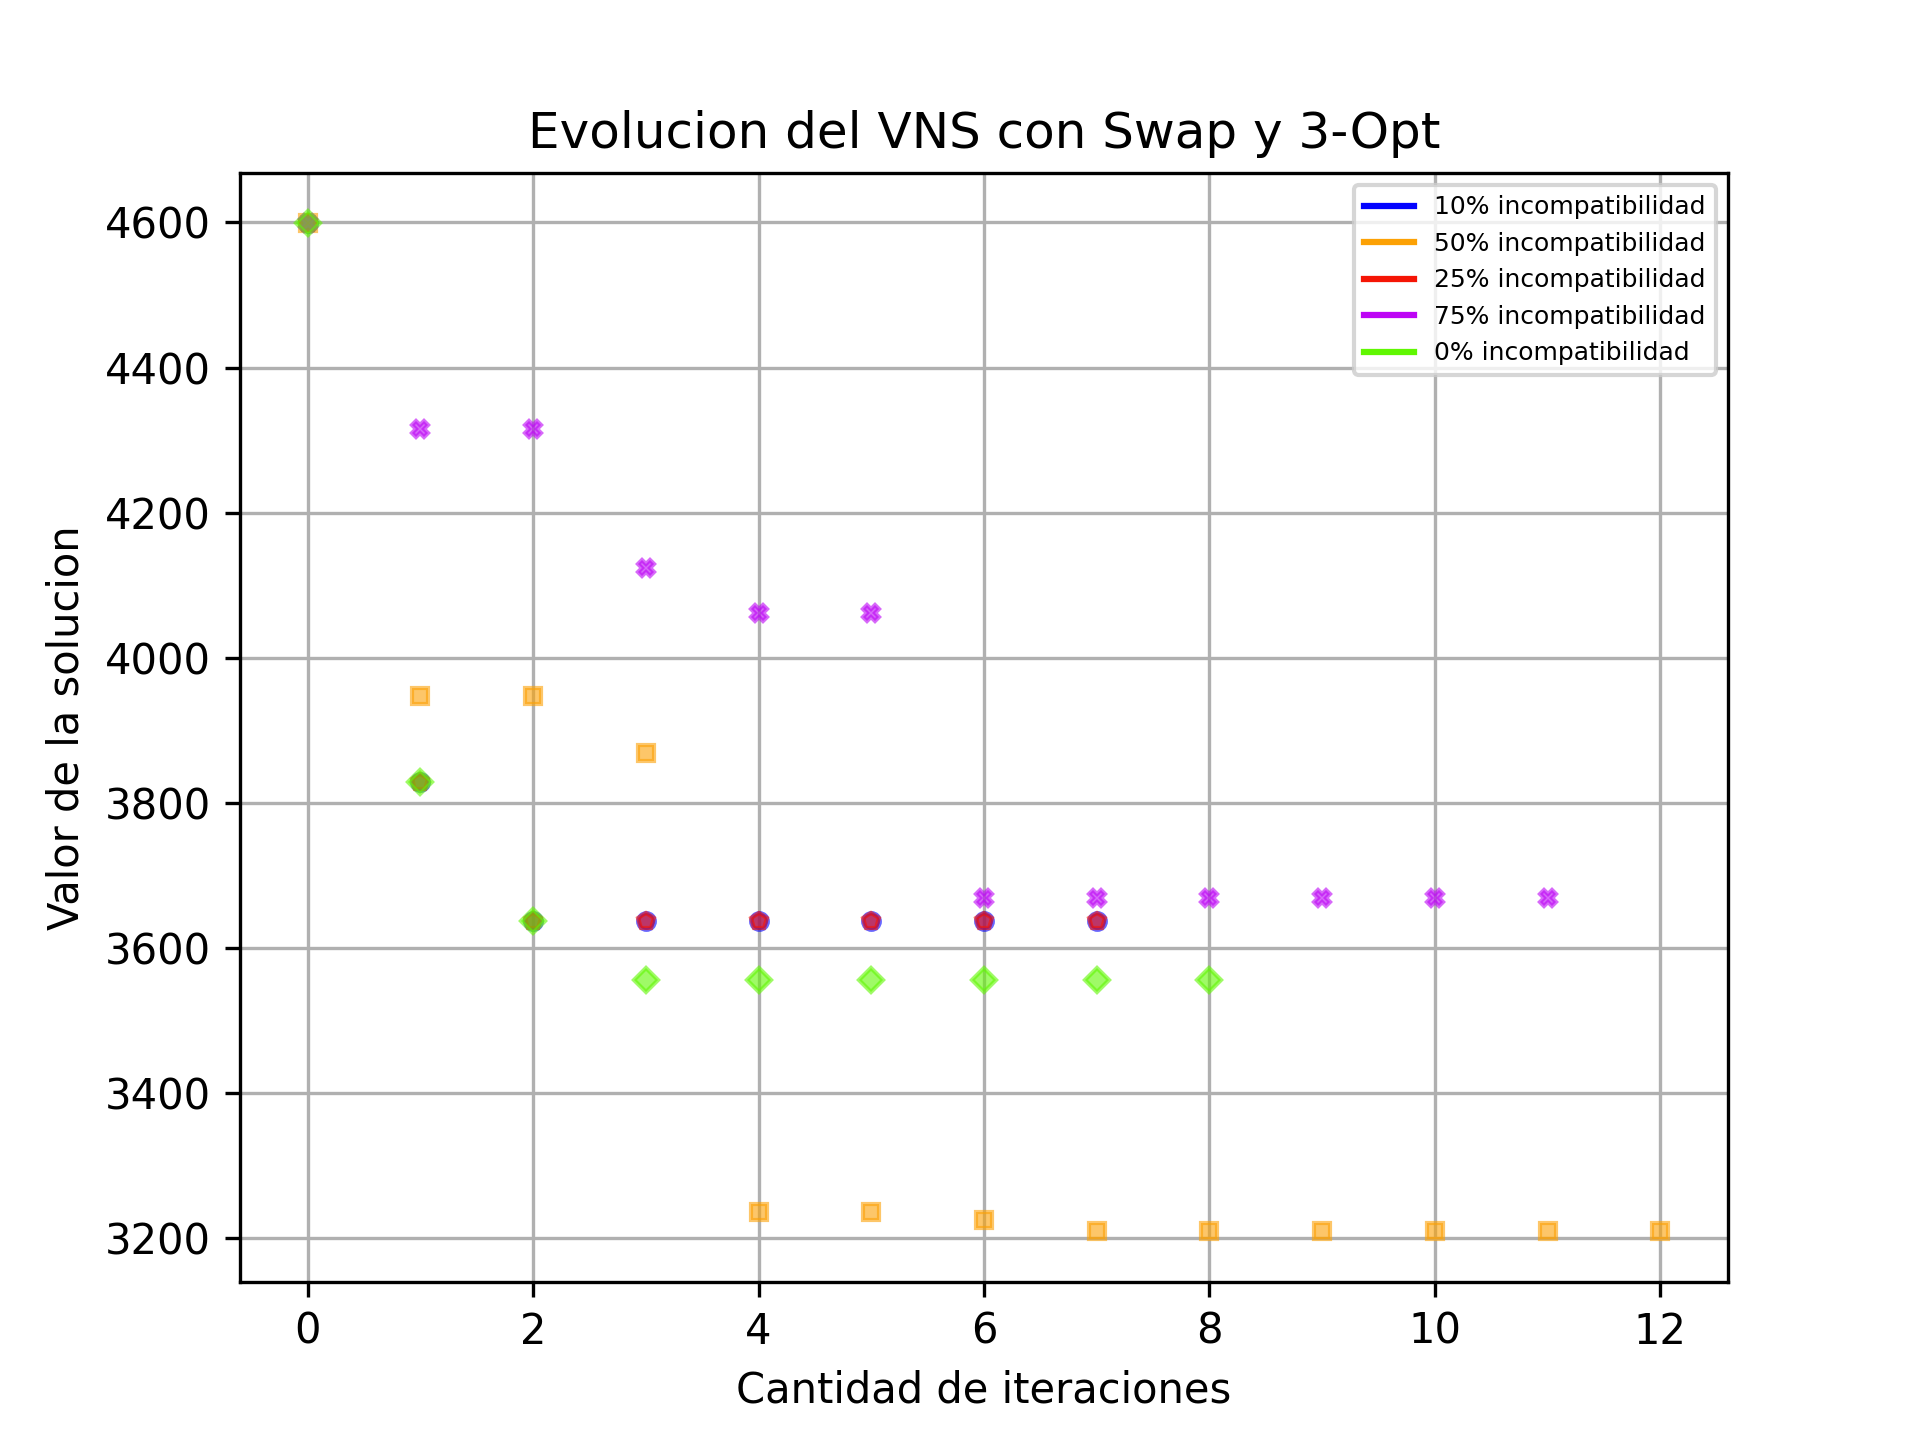 Evolucion del VNS con Swap y 3-Opt
10% incompatibilidad
50% incompatibilidad
25% incompatibilidad
75% incompatibilidad
0% incompatibilidad
Valor de la solucion
4600
4400
4200
4000
3800
3600
3400
3200
0 2 4 6 8 10 12
Cantidad de iteraciones